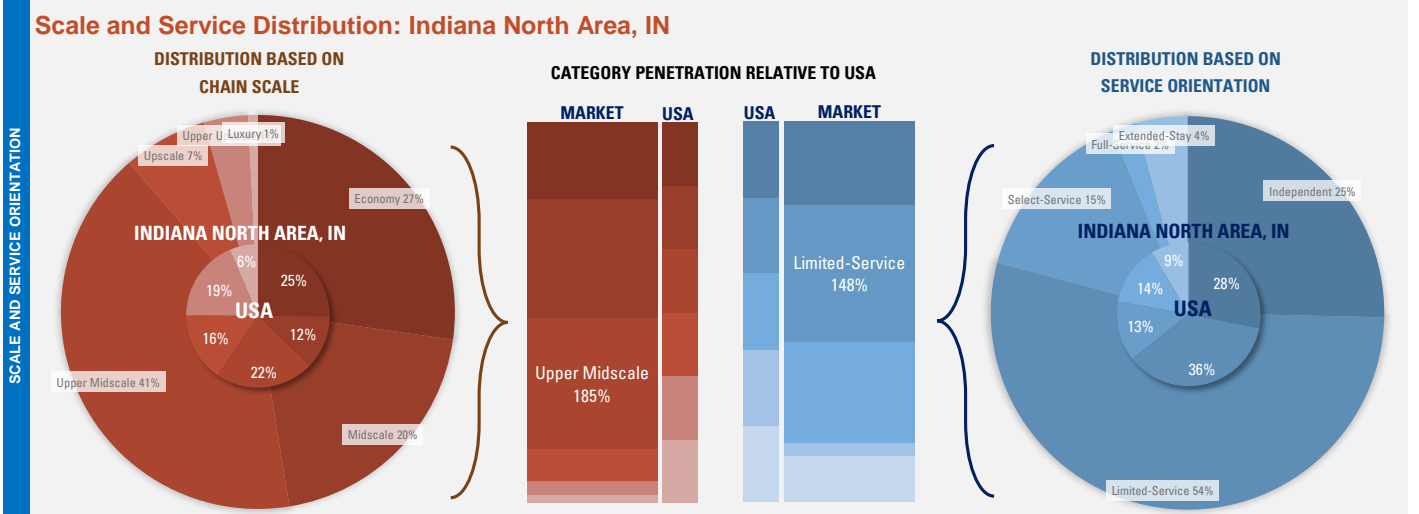 Scale and Service Distribution: Indiana North Area, IN
SCALE AND SERVICE ORIENTATION
DISTRIBUTION BASED ON
CHAIN SCALE
Upper U
Luxury 1%
Upscale 7%
Economy 27%
INDIANA NORTH AREA, IN
6%
25%
19%
USA
16%
12%
22%
Upper Midscale 41%
Midscale 20%
CATEGORY PENETRATION RELATIVE TO USA
MARKET
USA
USA
MARKET
Limited-Service
148%
Upper Midscale
185%
DISTRIBUTION BASED ON
SERVICE ORIENTATION
Extended-Stay 4%
Full-Service 2%
Select-Service 15%
Independent 25%
INDIANA NORTH AREA, IN
9%
28%
14%
USA
13%
36%
Limited-Service 54%